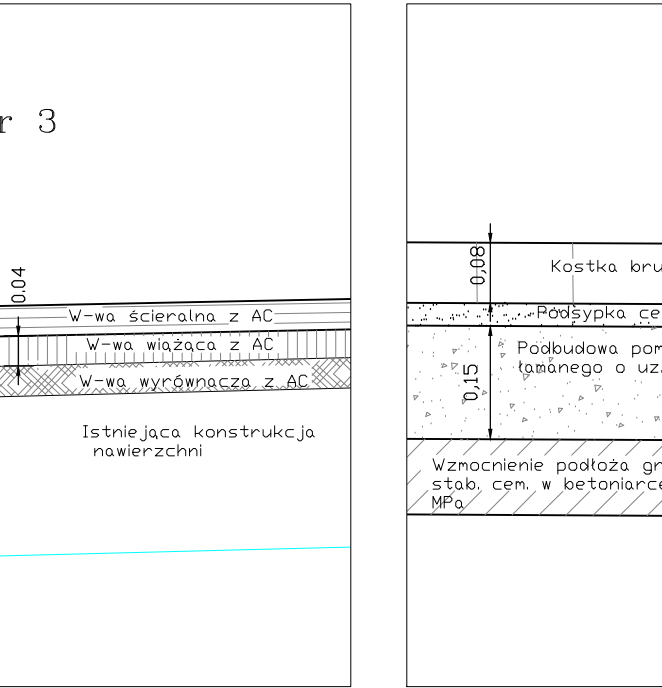 r 3
0.04
W-wa ścieralna z AC
W-wa wiążąca z AC
W-wa wyrównacza z AC
Istniejąca konstrukcja
nawierzchni
0,08
Kostka bru
Podsypka ce
Podbudowa pom
łamanego o uz.
0,15
Wzmocnienie podłoża gr
stab. cem. w betoniarce
MPa